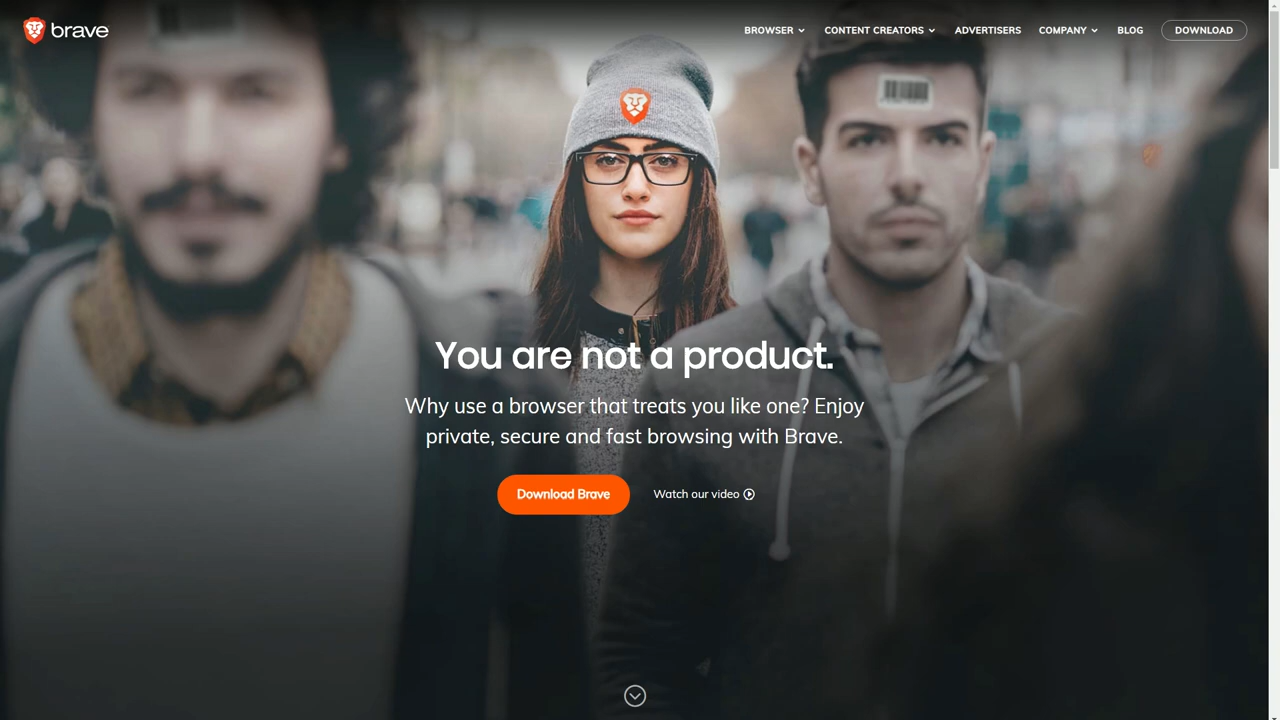 brave
BROWSER
CONTENT CREATORS
ADVERTISERS
COMPANY
BLOG
DOWNLOAD
You are not a product.
Why use a browser that treats you like one? Enjoy
private, secure and fast browsing with Brave.
Download Brave
Watch our video